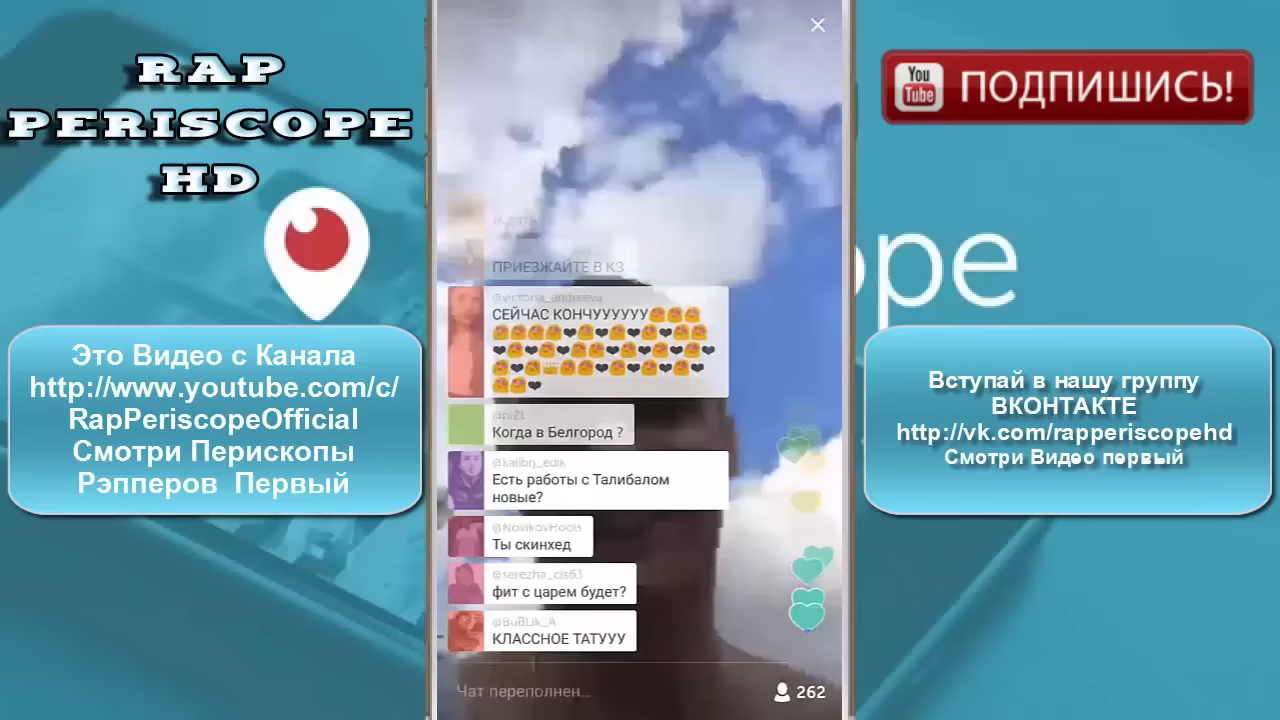 RAP
PERISCOPE
HD
Это Видео с Канала
http://www.youtube.com/c/
RapPeriscopeOfficial
Смотри Перископы
Рэпперов Первый
ПРИЕЗЖАЙТЕ В КЗ
@victoria_andreeva
СЕЙЧАС КОНЧУУУУУУ😍😍😍
😍😍😍😍❤😍❤😍❤😍❤😍😍
❤😍❤😍❤😍😍❤😍❤😍❤😍❤
😍❤😍😍😍❤😍❤😍❤😍❤
😍😍❤
Когда в Белгород ?
Есть работы с Талибалом
новые?
@NovikovHools
Ты скинхед
@serezha_cis63
фит с царем будет?
@BuBLik_A
КЛАССНОЕ ТАТУУУ
Чат переполнен...
262
You
Tube
ПОДПИШИСЬ!
ope
Вступай в нашу группу
ВКОНТАКТЕ
http://vk.com/rapperiscopehd
Смотри Видео первый